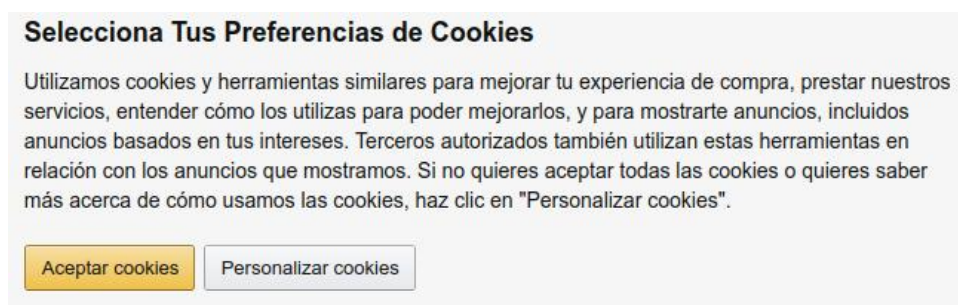 Selecciona Tus Preferencias de Cookies
Utilizamos cookies y herramientas similares para mejorar tu experiencia de compra, prestar nuestros
servicios, entender cómo los utilizas para poder mejorarlos, y para mostrarte anuncios, incluidos
anuncios basados en tus intereses. Terceros autorizados también utilizan estas herramientas en
relación con los anuncios que mostramos. Si no quieres aceptar todas las cookies o quieres saber
más acerca de cómo usamos las cookies, haz clic en "Personalizar cookies".
Aceptar cookies Personalizar cookies